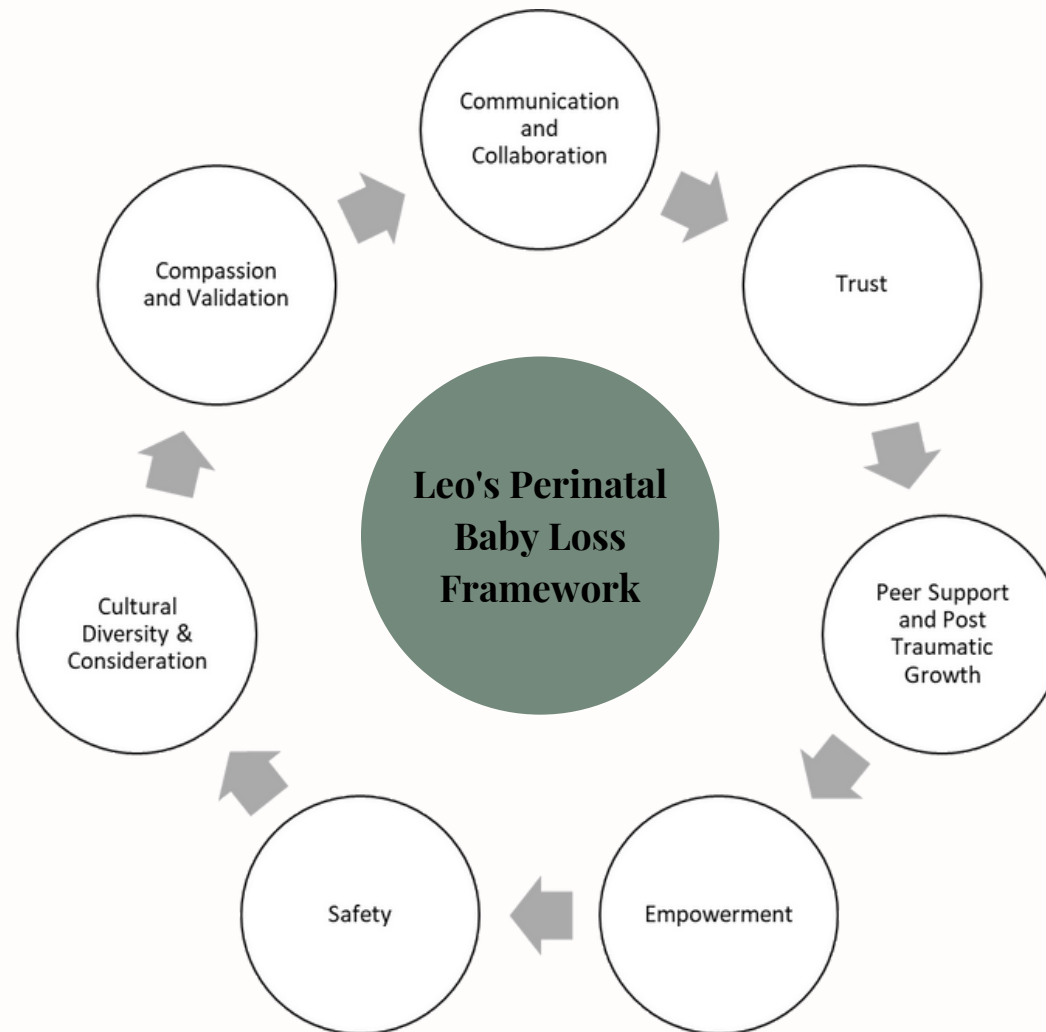 Communication
and
Collaboration
Trust
Peer Support
and Post
Traumatic
Growth
Empowerment
Safety
Cultural
Diversity &
Consideration
Compassion
and Validation
Leo's Perinatal
Baby Loss
Framework